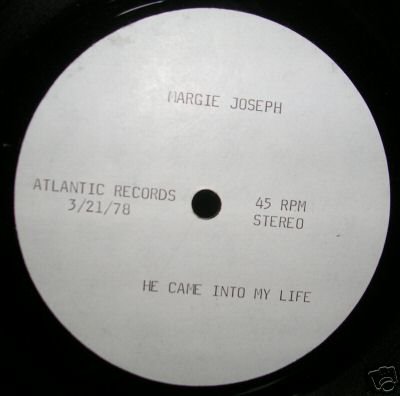 MARGIE JOSEPH
ATLANTIC RECORDS
3/21/78
45 RPM
STEREO
HE CAME INTO MY LIFE